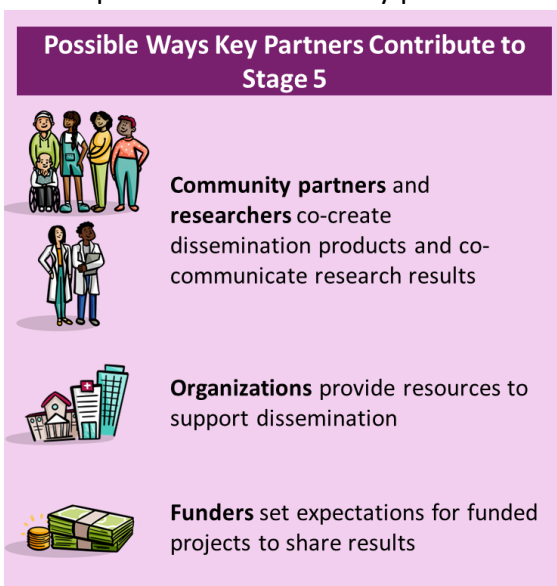 Possible Ways Key Partners Contribute to
Stage 5
Community partners and
researchers co-create
dissemination products and co-
communicate research results
Organizations provide resources to
support dissemination
Funders set expectations for funded
projects to share results